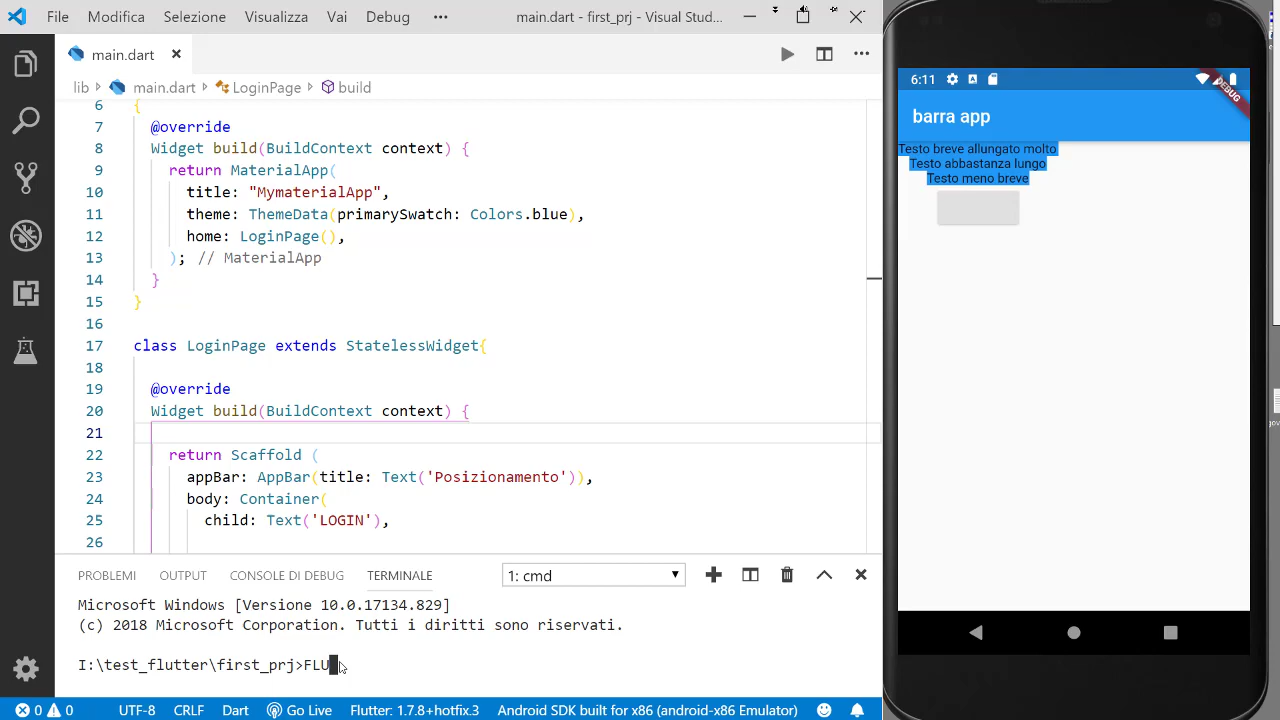 File Modifica Selezione Visualizza Vai Debug ··· main.dart - first_prj - Visual Stud...
main.dart
lib > main.dart > LoginPage > build
6 {
7 @override
8 Widget build(BuildContext context) {
9 return MaterialApp(
10 title: "MymaterialApp",
11 theme: ThemeData(primarySwatch: Colors.blue),
12 home: LoginPage(),
13 ); // MaterialApp
14 }
15 }
16
17 class LoginPage extends StatelessWidget{
18
19 @override
20 Widget build(BuildContext context) {
21
22 return Scaffold (
23 appBar: AppBar(title: Text('Posizionamento')),
24 body: Container(
25 child: Text('LOGIN'),
26
PROBLEMI OUTPUT CONSOLE DI DEBUG TERMINALE 1: cmd
Microsoft Windows [Versione 10.0.17134.829]
(c) 2018 Microsoft Corporation. Tutti i diritti sono riservati.
I:\test_flutter\first_prj>FLU
0 0 UTF-8 CRLF Dart Go Live Flutter: 1.7.8+hotfix.3 Android SDK built for x86 (android-x86 Emulator)
6:11
DEBUG
barra app
Testo breve allungato molto
Testo abbastanza lungo
Testo meno breve